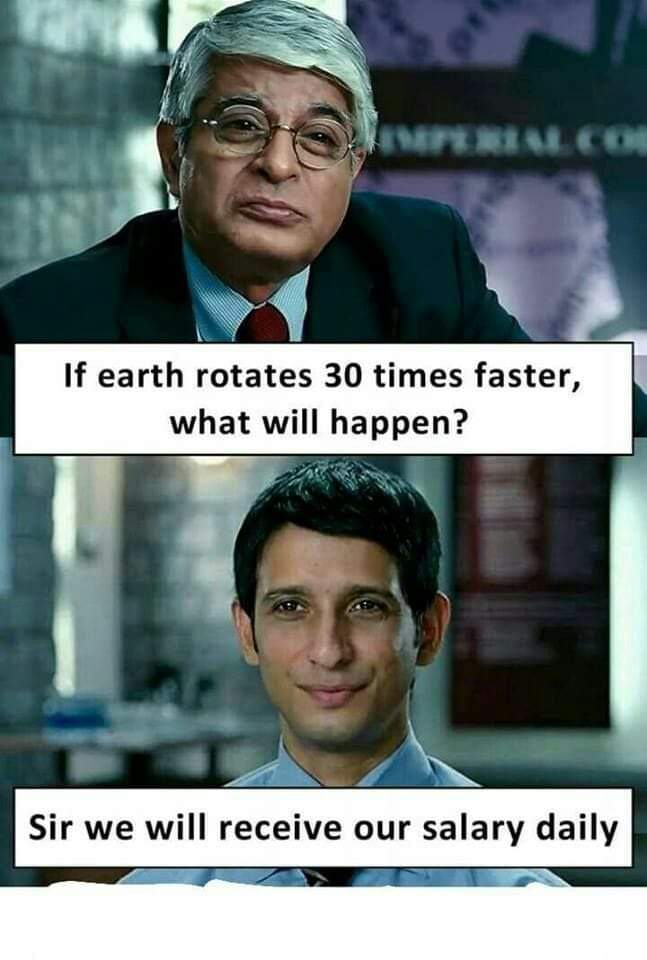 IMPERIAL CO
If earth rotates 30 times faster,
what will happen?
Sir we will receive our salary daily